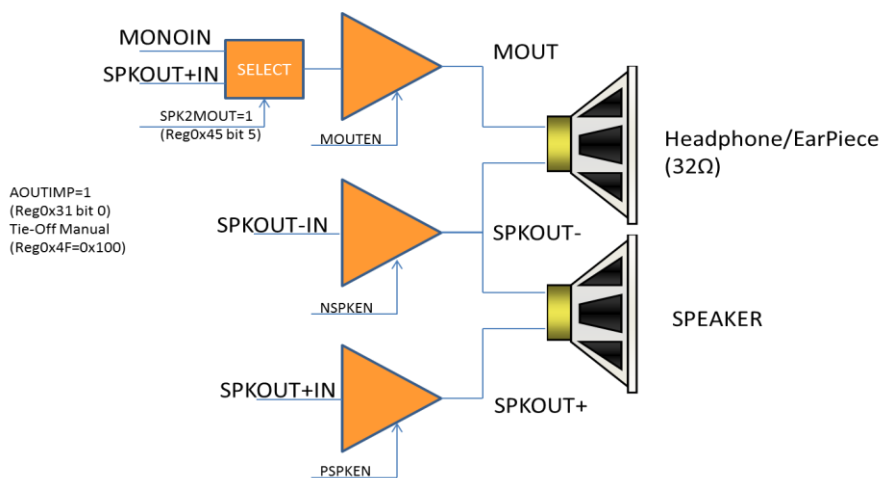 MONOIN
MOUT
SPKOUT+IN
SELECT
SPK2MOUT=1
(Reg0x45 bit 5)
MOUTEN
Headphone/EarPiece
(32Ω)
AOUTIMP=1
(Reg0x31 bit 0)
Tie-Off Manual
(Reg0x4F=0x100)
SPKOUT-IN
SPKOUT-
NSPKEN
SPEAKER
SPKOUT+IN
SPKOUT+
PSPKEN